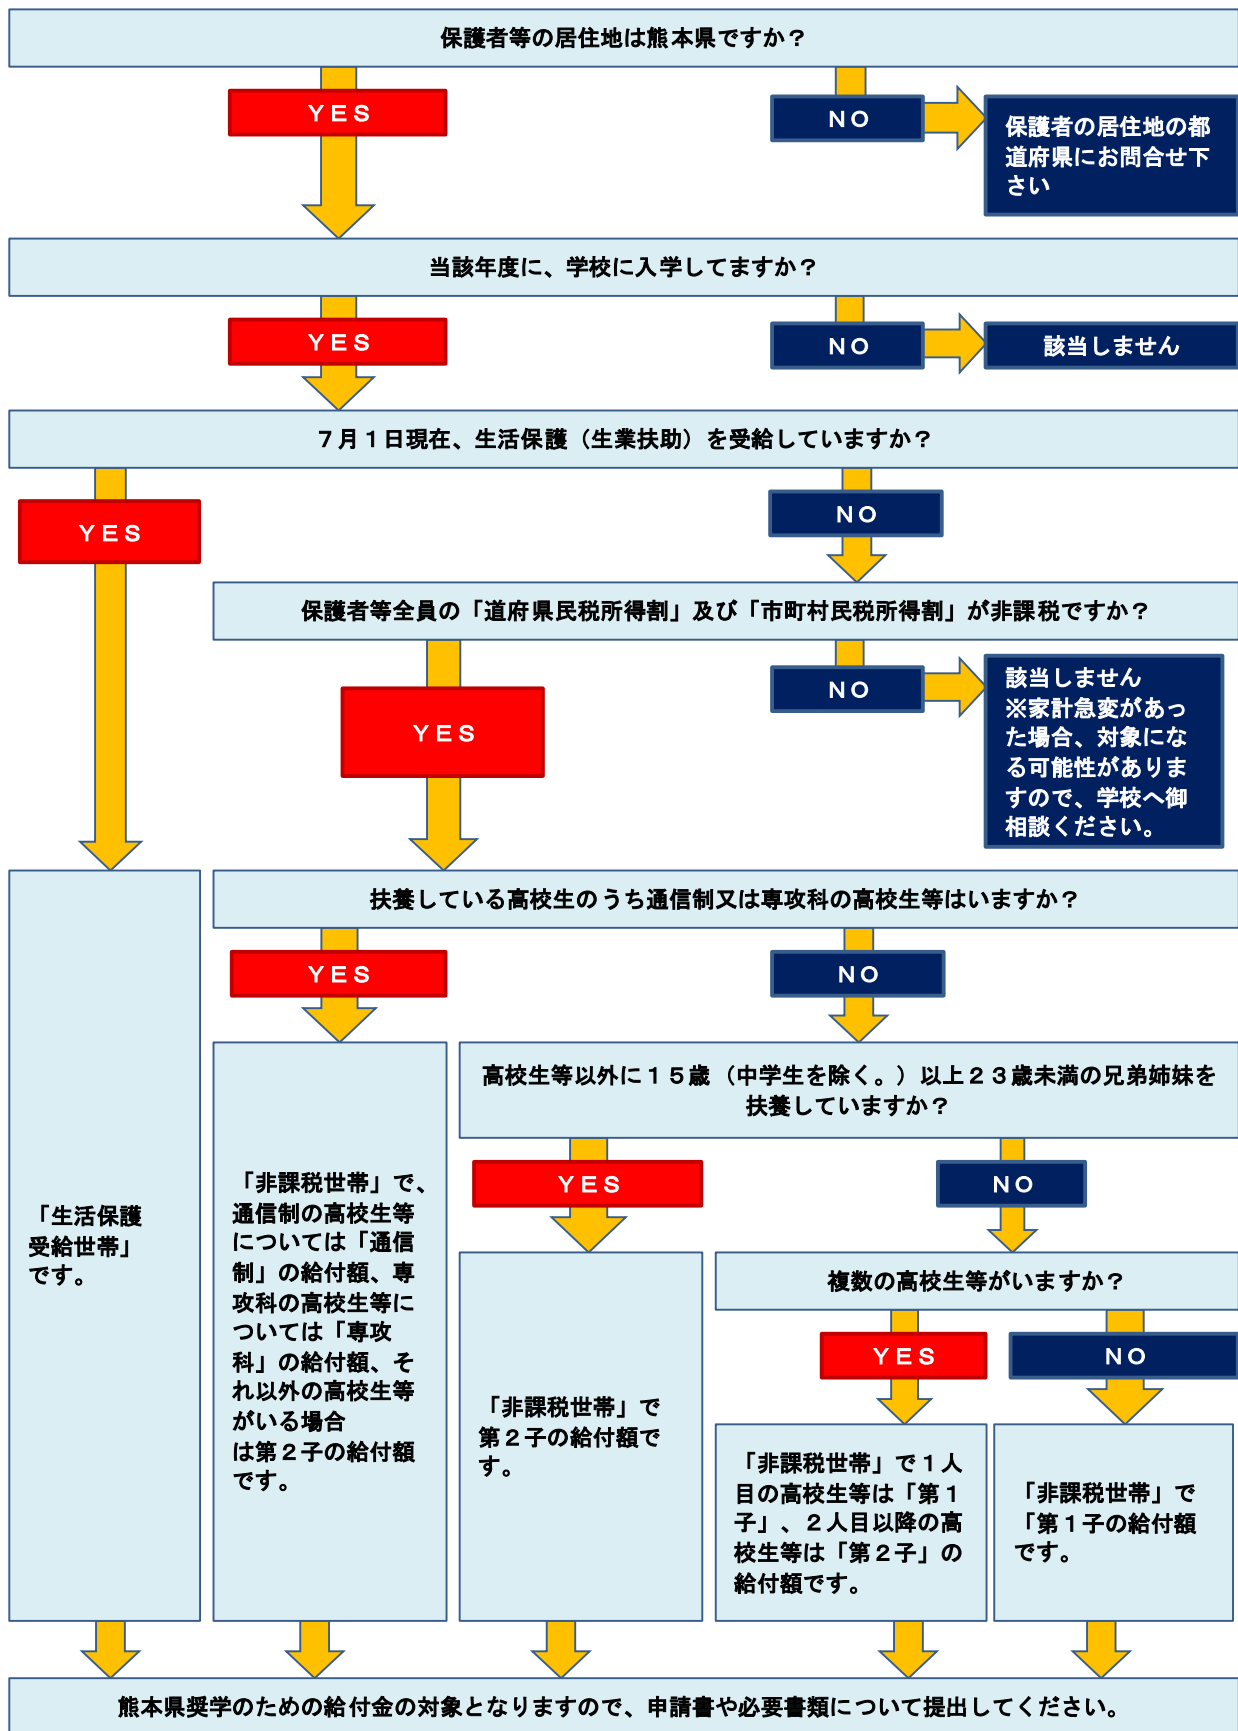 保護者等の居住地は熊本県ですか？
ＹＥＳ
ＮＯ
保護者の居住地の都
道府県にお問合せ下
さい
当該年度に、学校に入学してますか？
ＹＥＳ
ＮＯ
該当しません
７月１日現在、生活保護（生業扶助）を受給していますか？
ＹＥＳ
ＮＯ
保護者等全員の「道府県民税所得割」及び「市町村民税所得割」が非課税ですか？
ＹＥＳ
ＮＯ
該当しません
※家計急変があっ
た場合、対象にな
る可能性がありま
すので、学校へ御
相談ください。
扶養している高校生のうち通信制又は専攻科の高校生等はいますか？
ＹＥＳ
ＮＯ
高校生等以外に１５歳（中学生を除く。）以上２３歳未満の兄弟姉妹を
扶養していますか？
ＹＥＳ
ＮＯ
複数の高校生等がいますか？
ＹＥＳ
ＮＯ
「生活保護
受給世帯」
です。
「非課税世帯」で、
通信制の高校生等
については「通信
制」の給付額、専
攻科の高校生等に
ついては「専攻
科」の給付額、そ
れ以外の高校生等
がいる場合
は第２子の給付額
です。
「非課税世帯」で
第２子の給付額で
す。
「非課税世帯」で１人
目の高校生等は「第１
子」、２人目以降の高
校生等は「第２子」の
給付額です。
「非課税世帯」で
「第１子の給付額
です。
熊本県奨学のための給付金の対象となりますので、申請書や必要書類について提出してください。